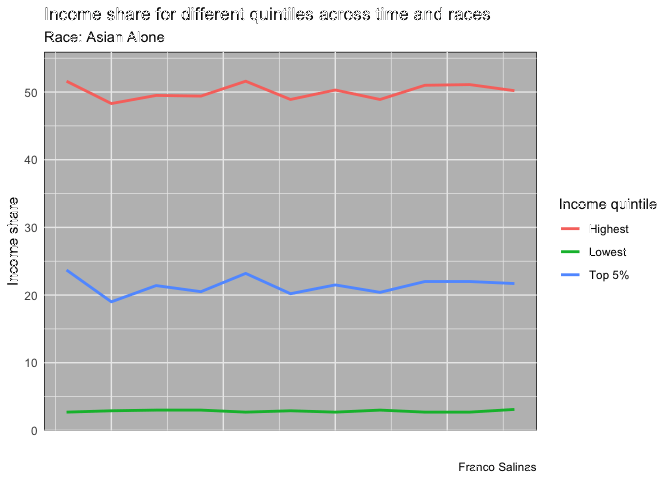 Income share for different quintiles across time and races
Race: Asian Alone
50
40
30
20
10
0
Income share
Income quintile
Highest
Lowest
Top 5%
Franco Salinas